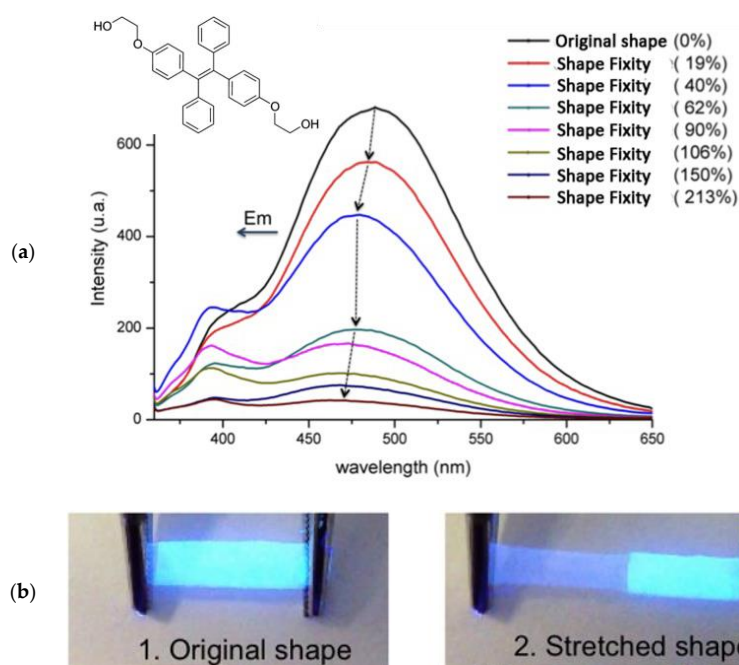 HO
O
O
OH
Original shape (0%)
Shape Fixity (19%)
Shape Fixity (40%)
Shape Fixity (62%)
Shape Fixity (90%)
Shape Fixity (106%)
Shape Fixity (150%)
Shape Fixity (213%)
Em
600
400
200
0
Intensity (u.a.)
400
450
500
550
600
650
wavelength (nm)
(a)
(b)
1. Original shape
2. Stretched shape